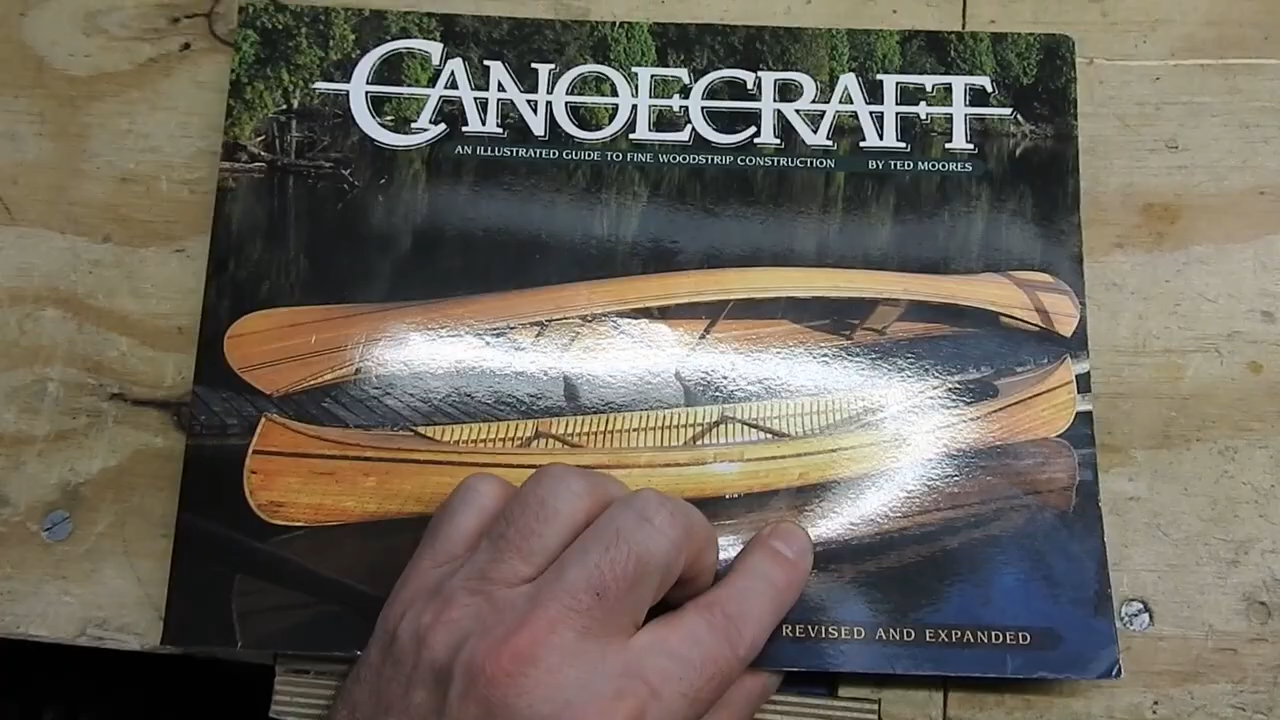 CANOECRAFT
AN ILLUSTRATED GUIDE TO FINE WOODSTRIP CONSTRUCTION BY TED MOORES
REVISED AND EXPANDED